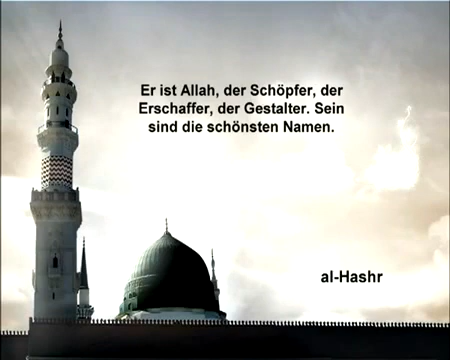 Er ist Allah, der Schöpfer, der
Erschaffer, der Gestalter. Sein
sind die schönsten Namen.
al-Hashr